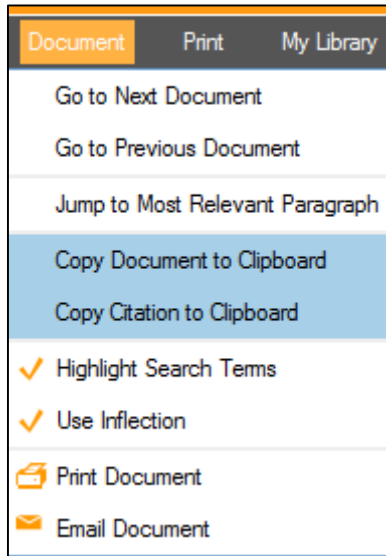 Document Print My Library
Go to Next Document
Go to Previous Document
Jump to Most Relevant Paragraph
Copy Document to Clipboard
Copy Citation to Clipboard
Highlight Search Terms
Use Inflection
Print Document
Email Document